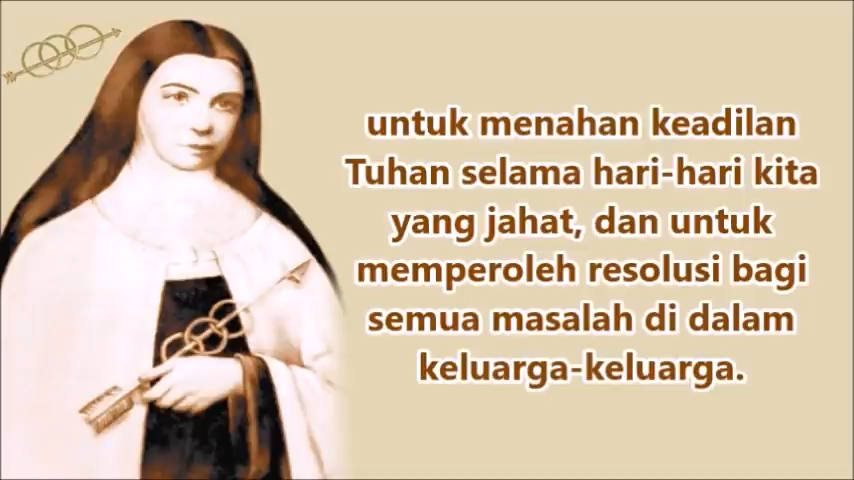 untuk menahan keadilan
Tuhan selama hari-hari kita
yang jahat, dan untuk
memperoleh resolusi bagi
semua masalah di dalam
keluarga-keluarga.